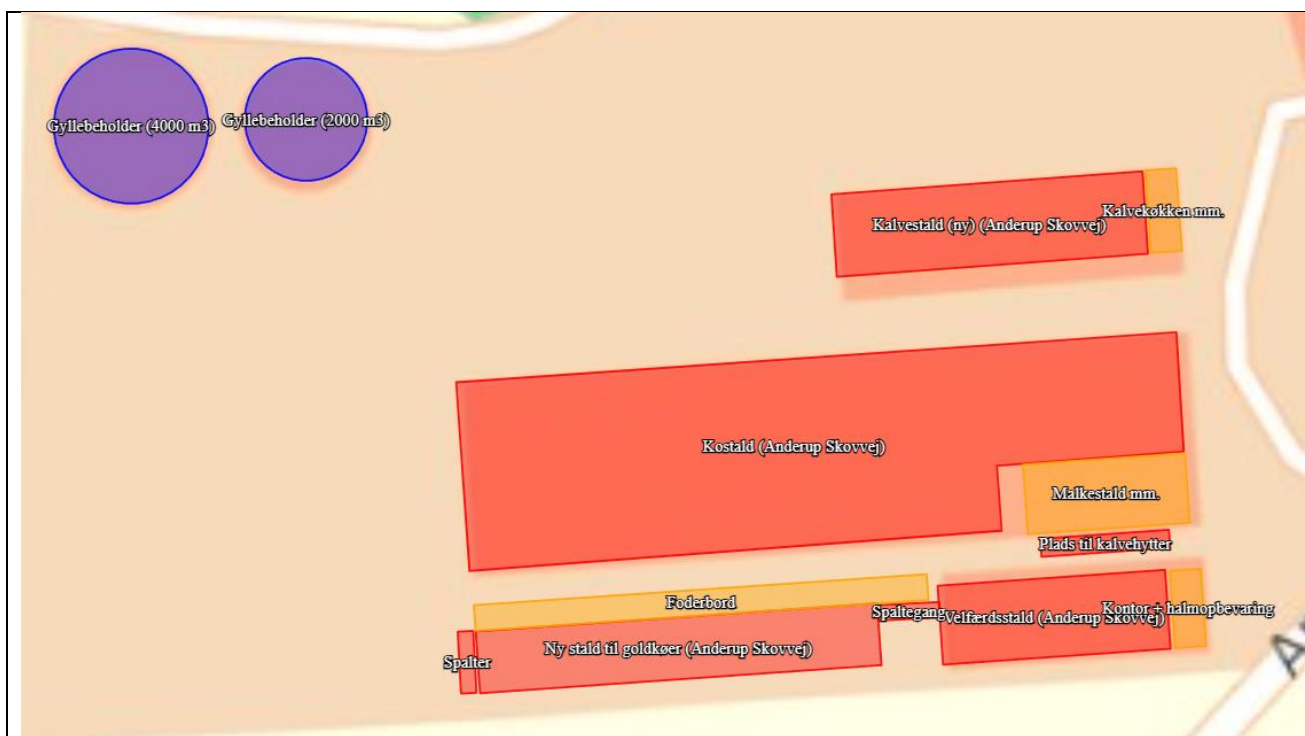 Gyllebeholder (4000 m3)
Gyllebeholder (2000 m3)
Kalvestald (ny) (Anderup Skovvej)
Kalvekøkken mm.
Kostald (Anderup Skovvej)
Malkestald mm.
Plads til kalvehytter
Foderbord
Spaltegang
Velfærdsstald (Anderup Skovvej)
Kontor + halmopbevaring
Spalter
Ny stald til goldkøer (Anderup Skovvej)
A